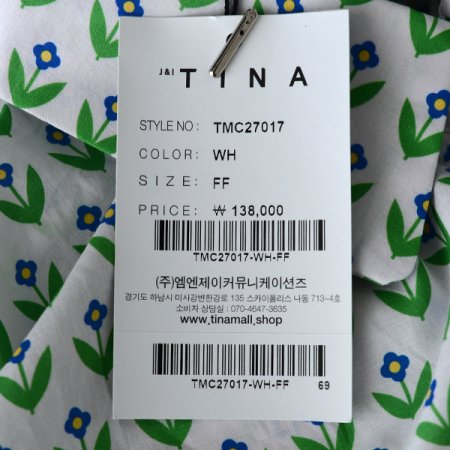 J&I TINA
STYLE NO : TMC27017
COLOR: WH
SIZE: FF
PRICE: ₩ 138,000
TMC27017-WH-FF
(주)엠엔제이커뮤니케이션즈
경기도 하남시 미사강변한강로 135 스카이폴리스 나동 713-4호
소비자 상담실 : 070-4647-3635
www.tinamall.shop
TMC27017-WH-FF 69